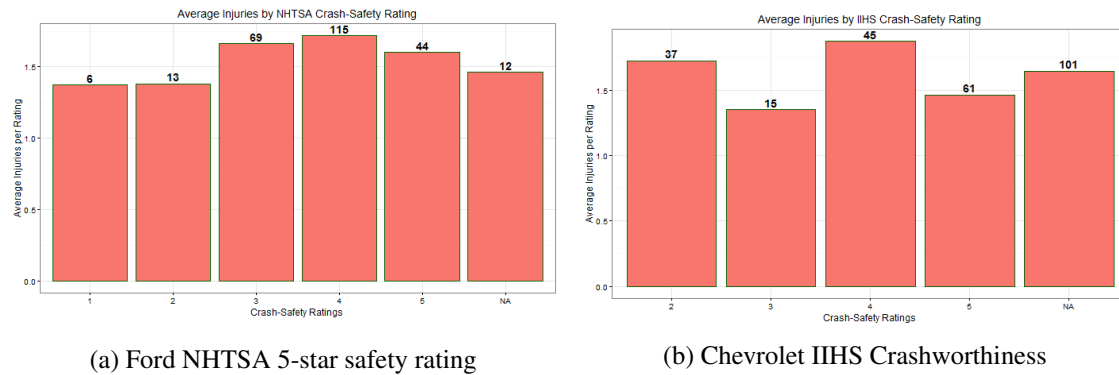 Average Injuries by NHTSA Crash-Safety Rating
Average Injuries per Rating
1.5
1.0
0.5
0.0
6
13
69
115
44
12
1
2
3
4
5
NA
Crash-Safety Ratings
(a) Ford NHTSA 5-star safety rating
Average Injuries by IIHS Crash-Safety Rating
Average Injuries per Rating
1.5
1.0
0.5
0.0
37
15
45
61
101
2
3
4
5
NA
Crash-Safety Ratings
(b) Chevrolet IIHS Crashworthiness